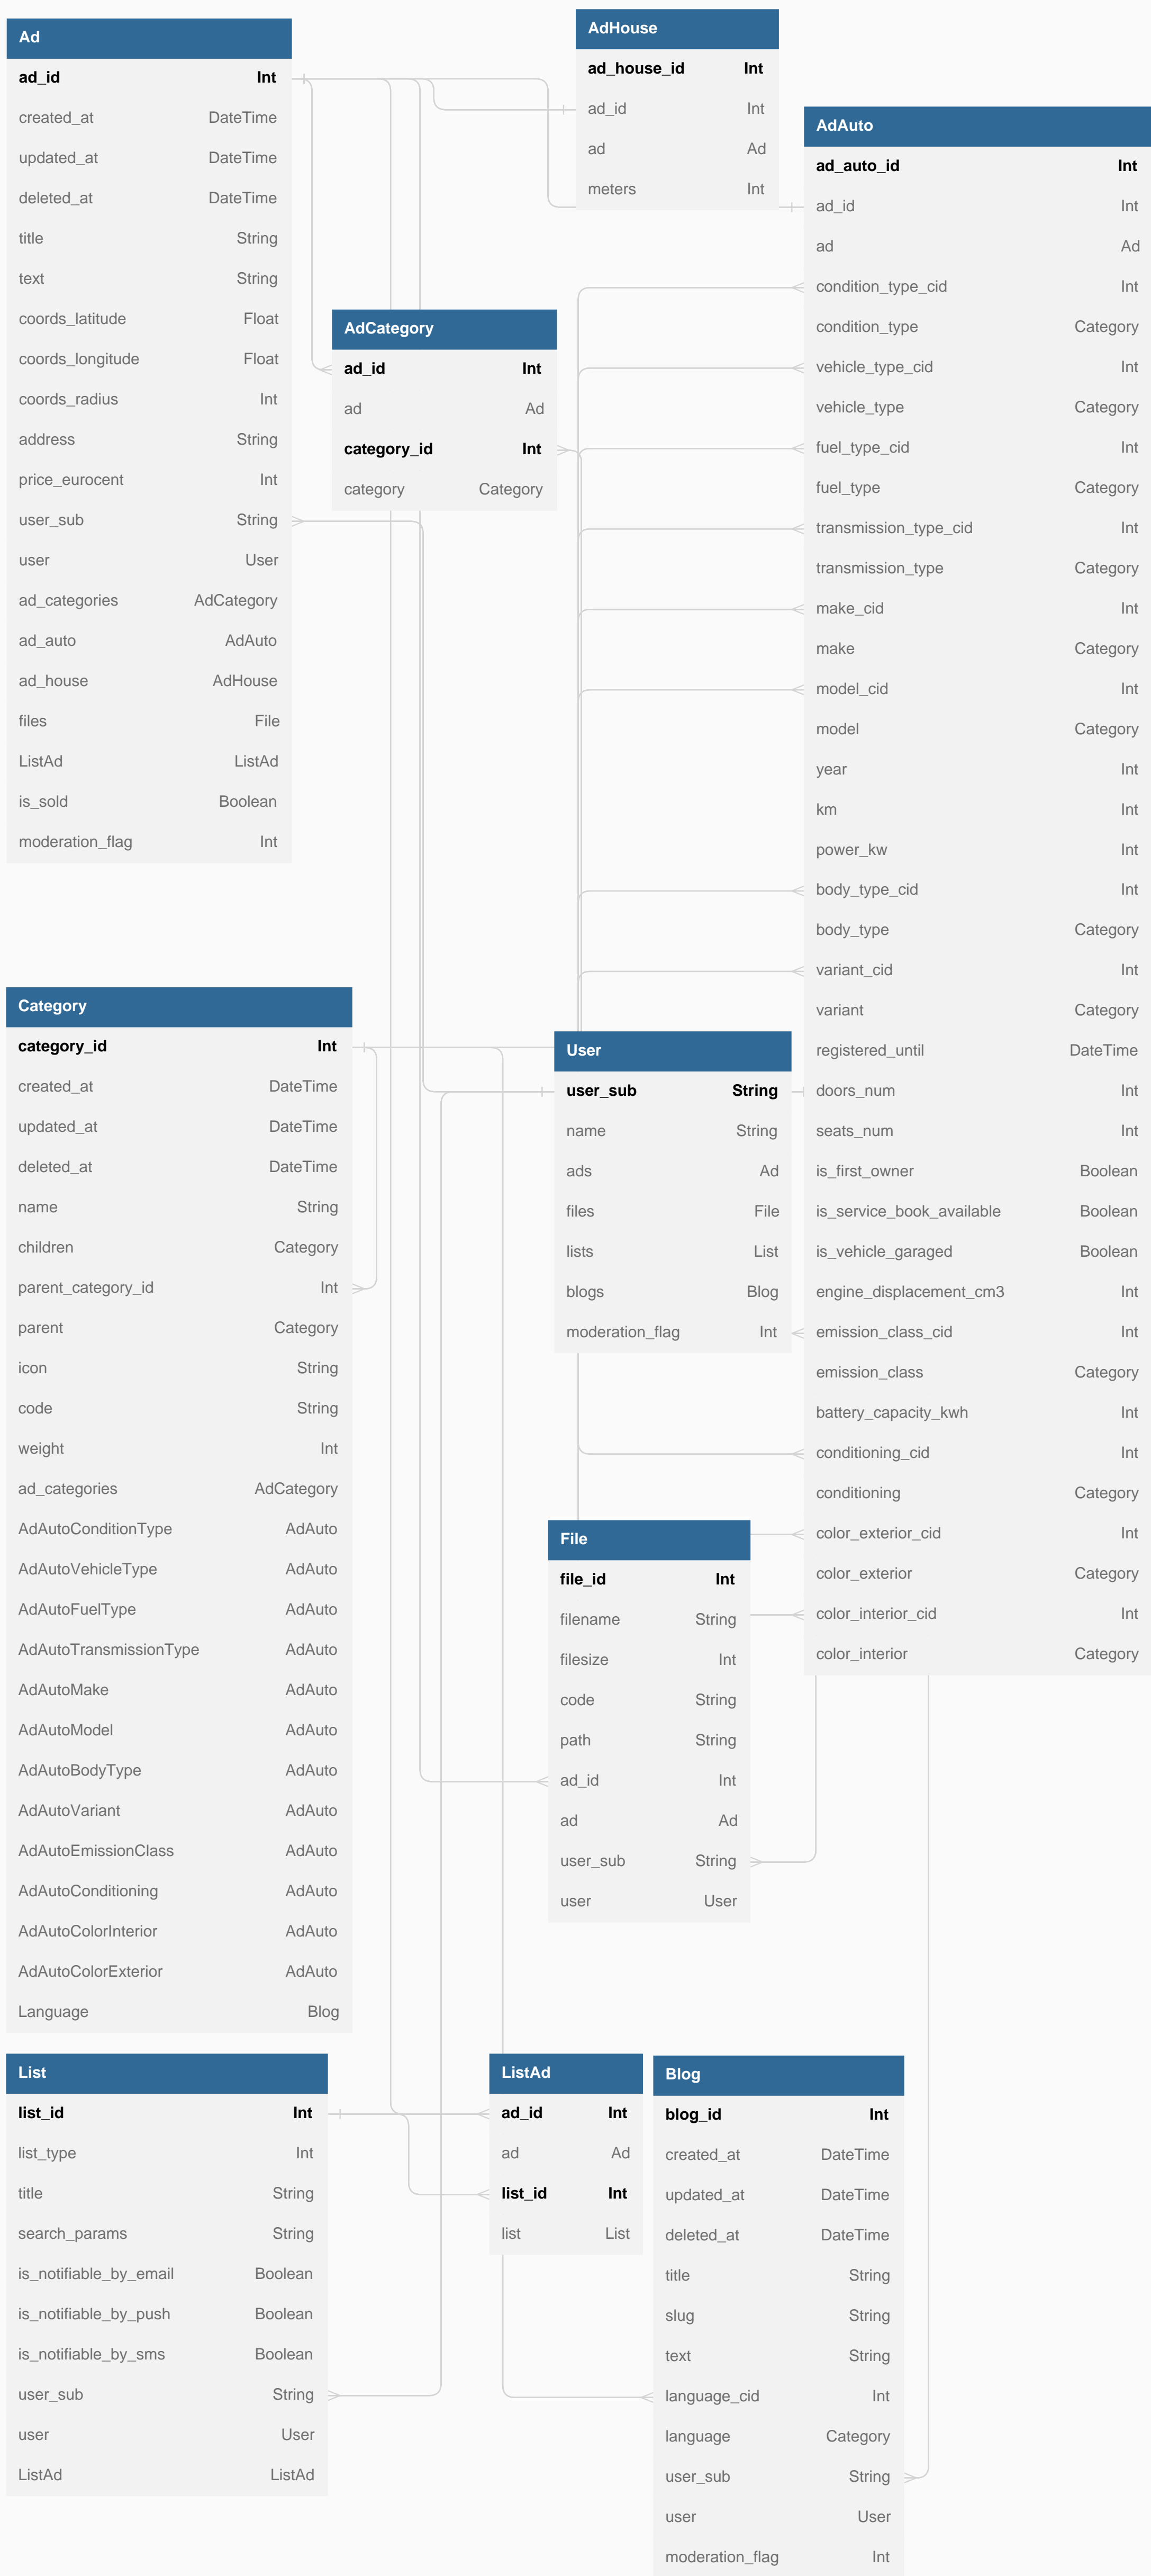 Ad
ad_id Int
created_at DateTime
updated_at DateTime
deleted_at DateTime
title String
text String
coords_latitude Float
coords_longitude Float
coords_radius Int
address String
price_eurocent Int
user_sub String
user User
ad_categories AdCategory
ad_auto AdAuto
ad_house AdHouse
files File
ListAd ListAd
is_sold Boolean
moderation_flag Int
AdHouse
ad_house_id Int
ad_id Int
ad Ad
meters Int
AdAuto
ad_auto_id Int
ad_id Int
ad Ad
condition_type_cid Int
condition_type Category
vehicle_type_cid Int
vehicle_type Category
fuel_type_cid Int
fuel_type Category
transmission_type_cid Int
transmission_type Category
make_cid Int
make Category
model_cid Int
model Category
year Int
km Int
power_kw Int
body_type_cid Int
body_type Category
variant_cid Int
variant Category
registered_until DateTime
doors_num Int
seats_num Int
is_first_owner Boolean
is_service_book_available Boolean
is_vehicle_garaged Boolean
engine_displacement_cm3 Int
emission_class_cid Int
emission_class Category
battery_capacity_kwh Int
conditioning_cid Int
conditioning Category
color_exterior_cid Int
color_exterior Category
color_interior_cid Int
color_interior Category
AdCategory
ad_id Int
ad Ad
category_id Int
category Category
Category
category_id Int
created_at DateTime
updated_at DateTime
deleted_at DateTime
name String
children Category
parent_category_id Int
parent Category
icon String
code String
weight Int
ad_categories AdCategory
AdAutoConditionType AdAuto
AdAutoVehicleType AdAuto
AdAutoFuelType AdAuto
AdAutoTransmissionType AdAuto
AdAutoMake AdAuto
AdAutoModel AdAuto
AdAutoBodyType AdAuto
AdAutoVariant AdAuto
AdAutoEmissionClass AdAuto
AdAutoConditioning AdAuto
AdAutoColorInterior AdAuto
AdAutoColorExterior AdAuto
Language Blog
User
user_sub String
name String
ads Ad
files File
lists List
blogs Blog
moderation_flag Int
File
file_id Int
filename String
filesize Int
code String
path String
ad_id Int
ad Ad
user_sub String
user User
List
list_id Int
list_type Int
title String
search_params String
is_notifiable_by_email Boolean
is_notifiable_by_push Boolean
is_notifiable_by_sms Boolean
user_sub String
user User
ListAd ListAd
ListAd
ad_id Int
ad Ad
list_id Int
list List
Blog
blog_id Int
created_at DateTime
updated_at DateTime
deleted_at DateTime
title String
slug String
text String
language_cid Int
language Category
user_sub String
user User
moderation_flag Int